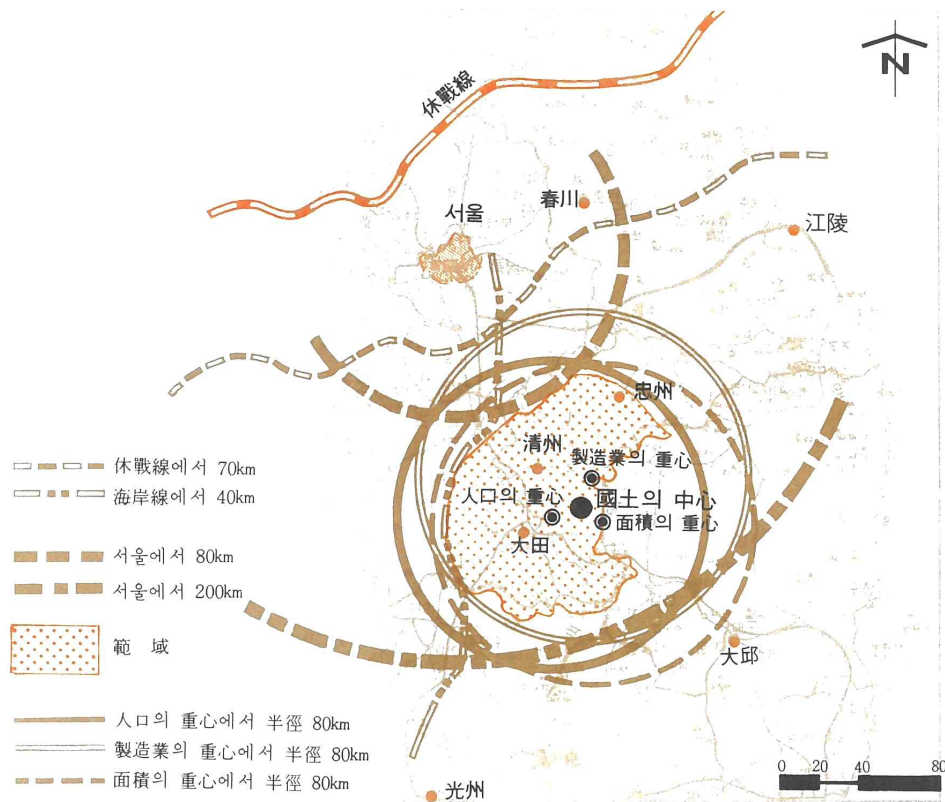 N
休戰線
春川
서울
江陵
忠州
清州
製造業의 重心
人口의 重心
國土의 中心
面積의 重心
大田
大邱
光州
休戰線에서 70km
海岸線에서 40km
서울에서 80km
서울에서 200km
範 域
人口의 重心에서 半徑 80km
製造業의 重心에서 半徑 80km
面積의 重心에서 半徑 80km
0 20 40 80